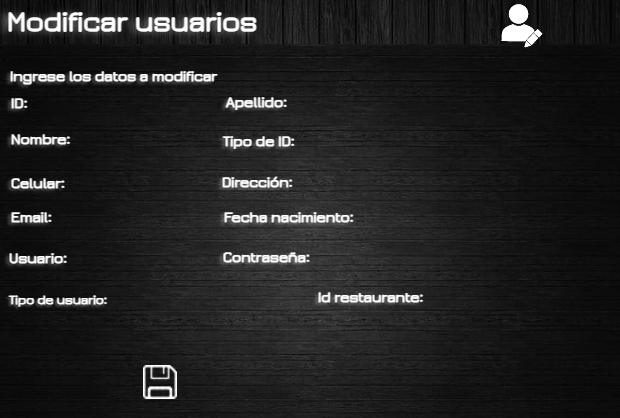 Modificar usuarios
Ingrese los datos a modificar
ID: Apellido:
Nombre: Tipo de ID:
Celular: Dirección:
Email: Fecha nacimiento:
Usuario: Contraseña:
Tipo de usuario: Id restaurante: